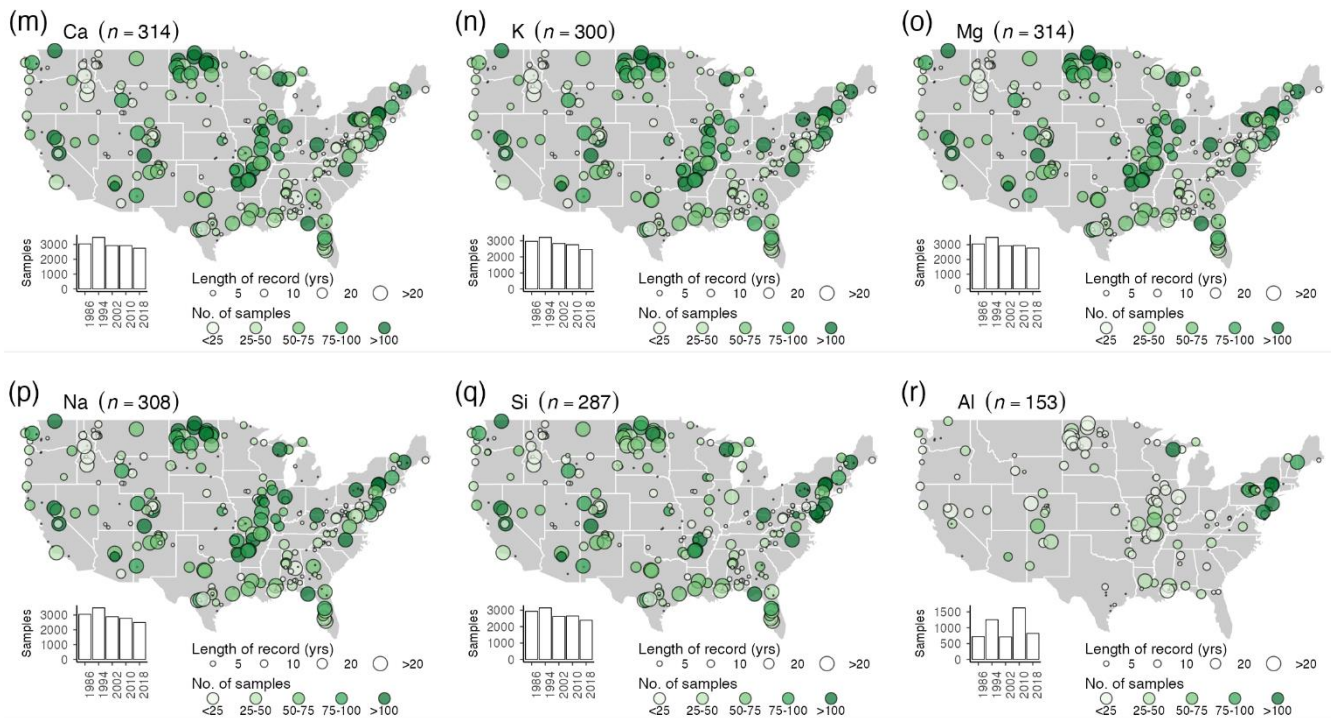 (m) Ca (n = 314)
Samples
3000
2000
1000
0
1986
1994
2002
2010
2018
Length of record (yrs)
5 10 20 >20
No. of samples
<25 25-50 50-75 75-100 >100
(n) K (n = 300)
Samples
3000
2000
1000
0
1986
1994
2002
2010
2018
Length of record (yrs)
5 10 20 >20
No. of samples
<25 25-50 50-75 75-100 >100
(o) Mg (n = 314)
Samples
3000
2000
1000
0
1986
1994
2002
2010
2018
Length of record (yrs)
5 10 20 >20
No. of samples
<25 25-50 50-75 75-100 >100
(p) Na (n = 308)
Samples
3000
2000
1000
0
1986
1994
2002
2010
2018
Length of record (yrs)
5 10 20 >20
No. of samples
<25 25-50 50-75 75-100 >100
(q) Si (n = 287)
Samples
3000
2000
1000
0
1986
1994
2002
2010
2018
Length of record (yrs)
5 10 20 >20
No. of samples
<25 25-50 50-75 75-100 >100
(r) Al (n = 153)
Samples
1500
1000
500
0
1986
1994
2002
2010
2018
Length of record (yrs)
5 10 20 >20
No. of samples
<25 25-50 50-75 75-100 >100